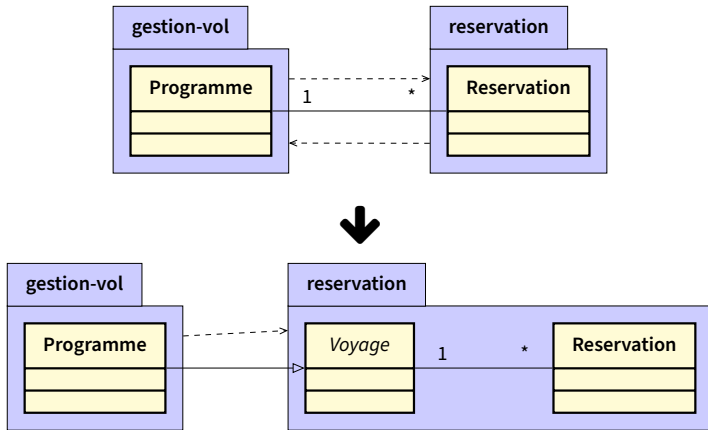 gestion-vol
reservation
Programme
Reservation
1
*
gestion-vol
reservation
Programme
Voyage
1
*
Reservation